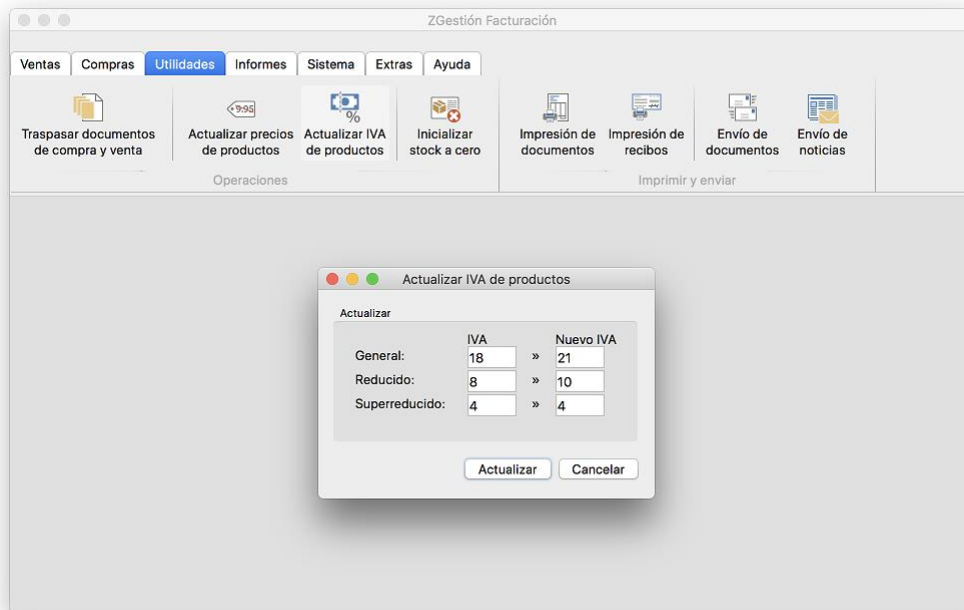 ZGestión Facturación
Ventas Compras Utilidades Informes Sistema Extras Ayuda
9.95
%
Traspasar documentos Actualizar precios Actualizar IVA Inicializar Impresión de Impresión de Envío de Envío de
de compra y venta de productos de productos stock a cero documentos recibos documentos noticias
Operaciones Imprimir y enviar
Actualizar IVA de productos
Actualizar
IVA Nuevo IVA
General: 18 » 21
Reducido: 8 » 10
Superreducido: 4 » 4
Actualizar Cancelar